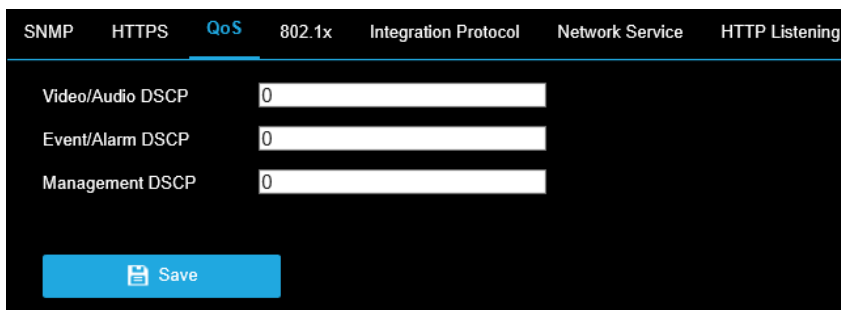 SNMP HTTPS QoS 802.1x Integration Protocol Network Service HTTP Listening
Video/Audio DSCP 0
Event/Alarm DSCP 0
Management DSCP 0
Save